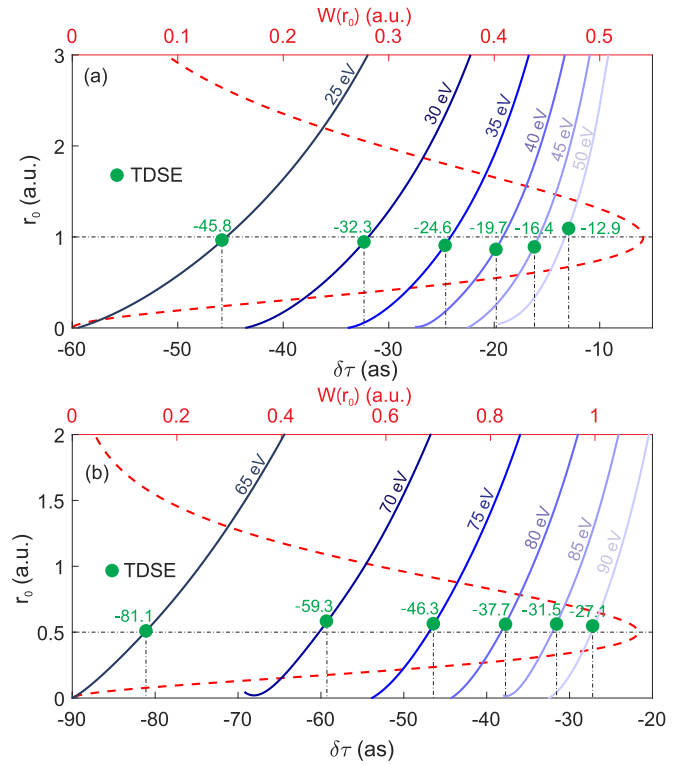 W(r₀) (a.u.)
0 0.1 0.2 0.3 0.4 0.5
(a)
3
2
1
0
r₀ (a.u.)
25 eV
30 eV
35 eV
40 eV
45 eV
50 eV
TDSE
-45.8
-32.3
-24.6
-19.7
-16.4
-12.9
-60 -50 -40 -30 -20 -10
δτ (as)
W(r₀) (a.u.)
0 0.2 0.4 0.6 0.8 1
(b)
2
1.5
1
0.5
0
r₀ (a.u.)
65 eV
70 eV
75 eV
80 eV
85 eV
90 eV
TDSE
-81.1
-59.3
-46.3
-37.7
-31.5
-27.1
-90 -80 -70 -60 -50 -40 -30 -20
δτ (as)